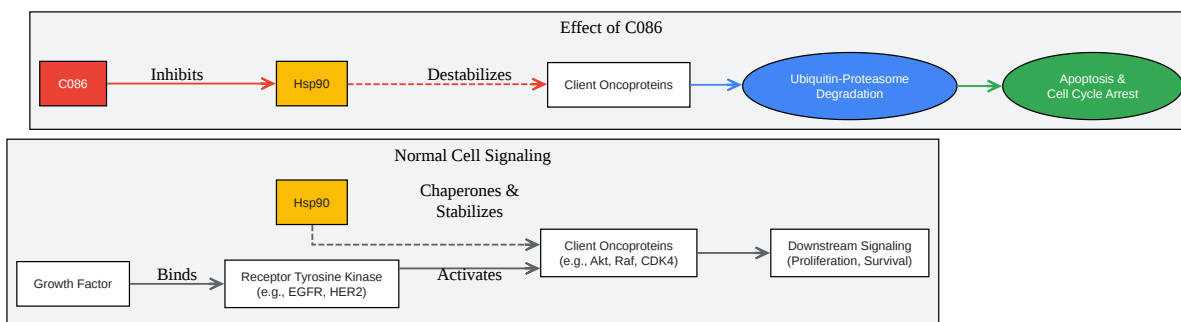 Effect of C086
C086
Inhibits
Hsp90
Destabilizes
Client Oncoproteins
Ubiquitin-Proteasome
Degradation
Apoptosis &
Cell Cycle Arrest
Normal Cell Signaling
Hsp90
Chaperones &
Stabilizes
Growth Factor
Binds
Receptor Tyrosine Kinase
(e.g., EGFR, HER2)
Activates
Client Oncoproteins
(e.g., Akt, Raf, CDK4)
Downstream Signaling
(Proliferation, Survival)